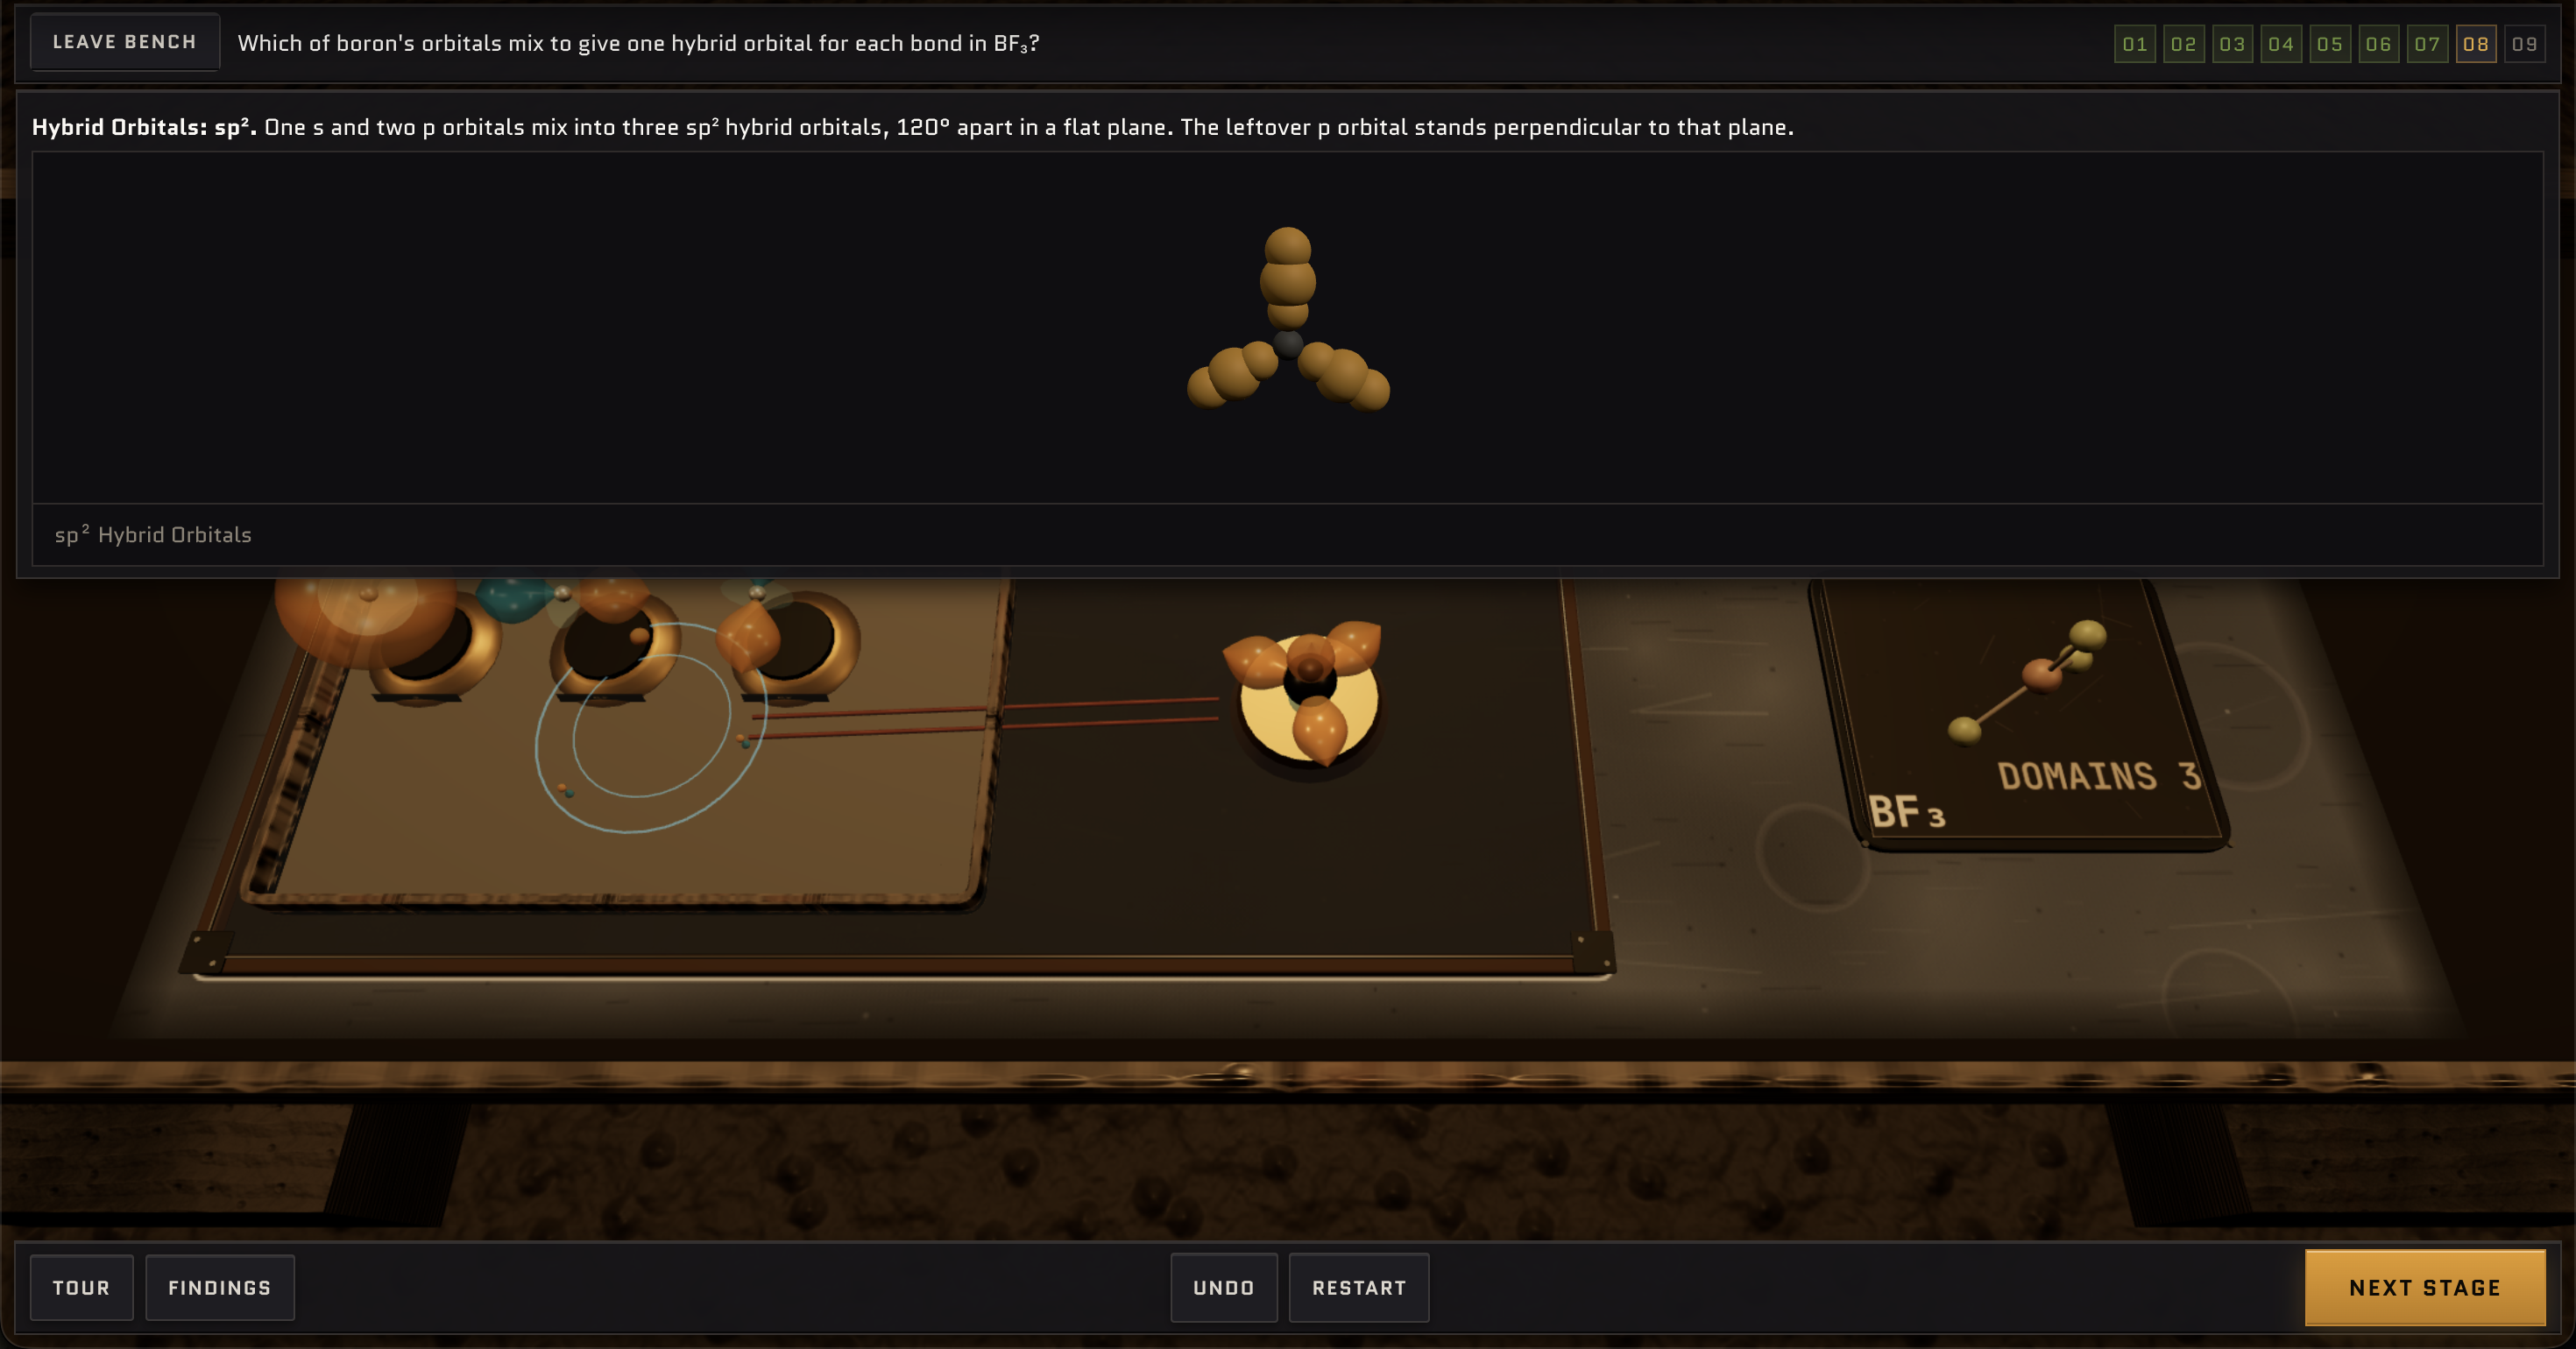 LEAVE BENCH
Which of boron's orbitals mix to give one hybrid orbital for each bond in BF₃?
01 02 03 04 05 06 07 08 09
Hybrid Orbitals: sp². One s and two p orbitals mix into three sp² hybrid orbitals, 120° apart in a flat plane. The leftover p orbital stands perpendicular to that plane.
sp² Hybrid Orbitals
DOMAINS 3
BF₃
TOUR
FINDINGS
UNDO
RESTART
NEXT STAGE